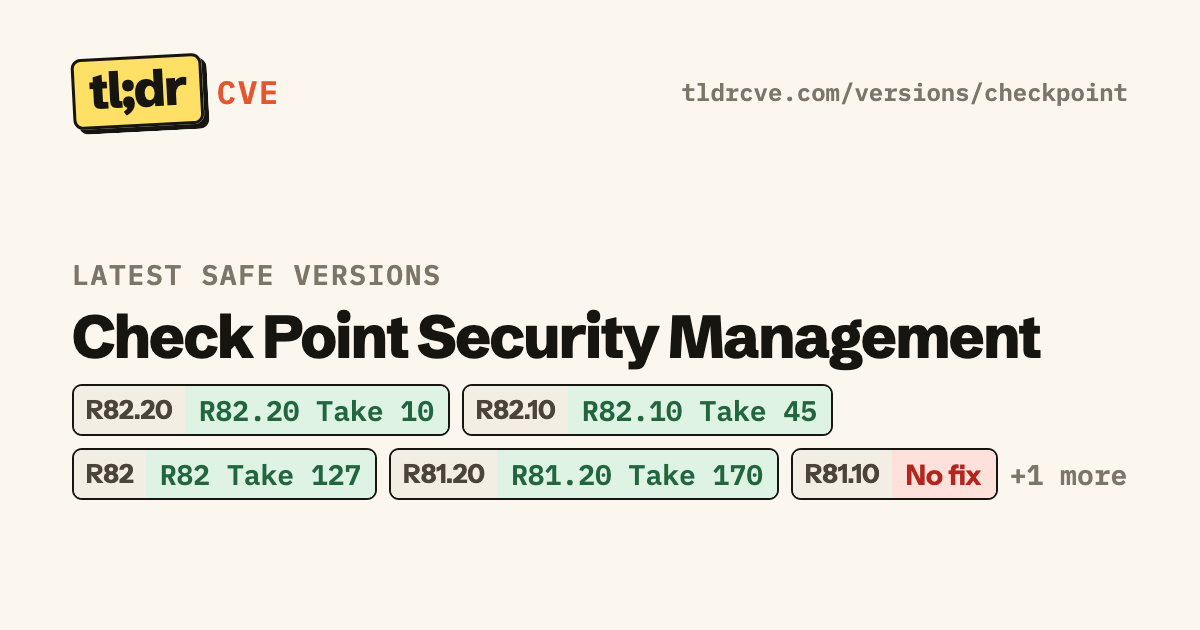 tl;dr CVE
tldrcve.com/versions/checkpoint
LATEST SAFE VERSIONS
Check Point Security Management
R82.20 R82.20 Take 10 R82.10 R82.10 Take 45
R82 R82 Take 127 R81.20 R81.20 Take 170 R81.10 No fix +1 more